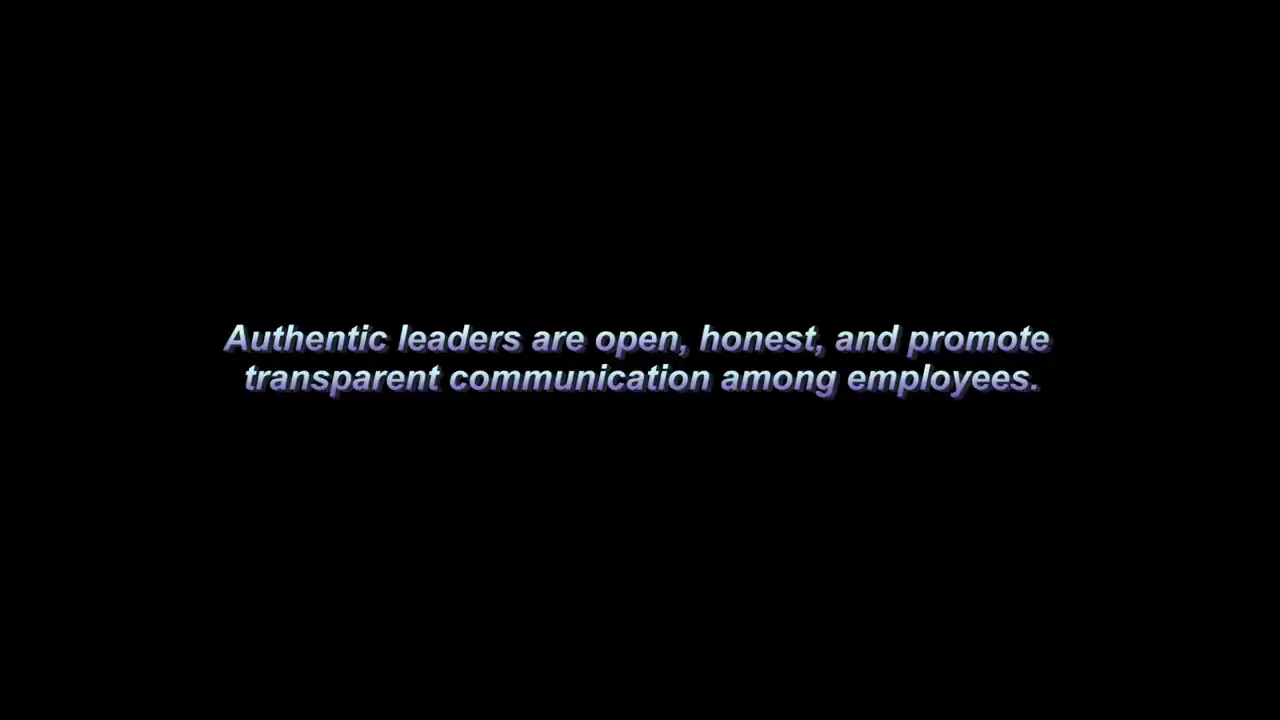 Authentic leaders are open, honest, and promote
transparent communication among employees.